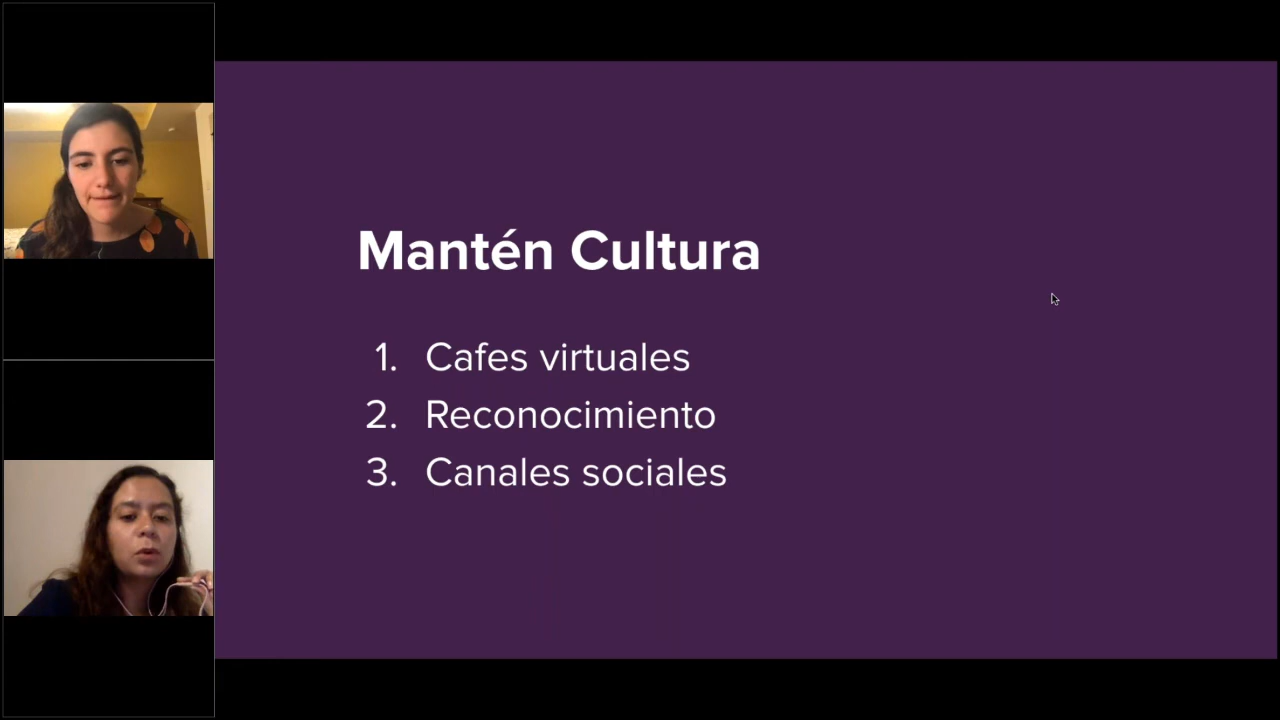 Mantén Cultura
1. Cafes virtuales
2. Reconocimiento
3. Canales sociales